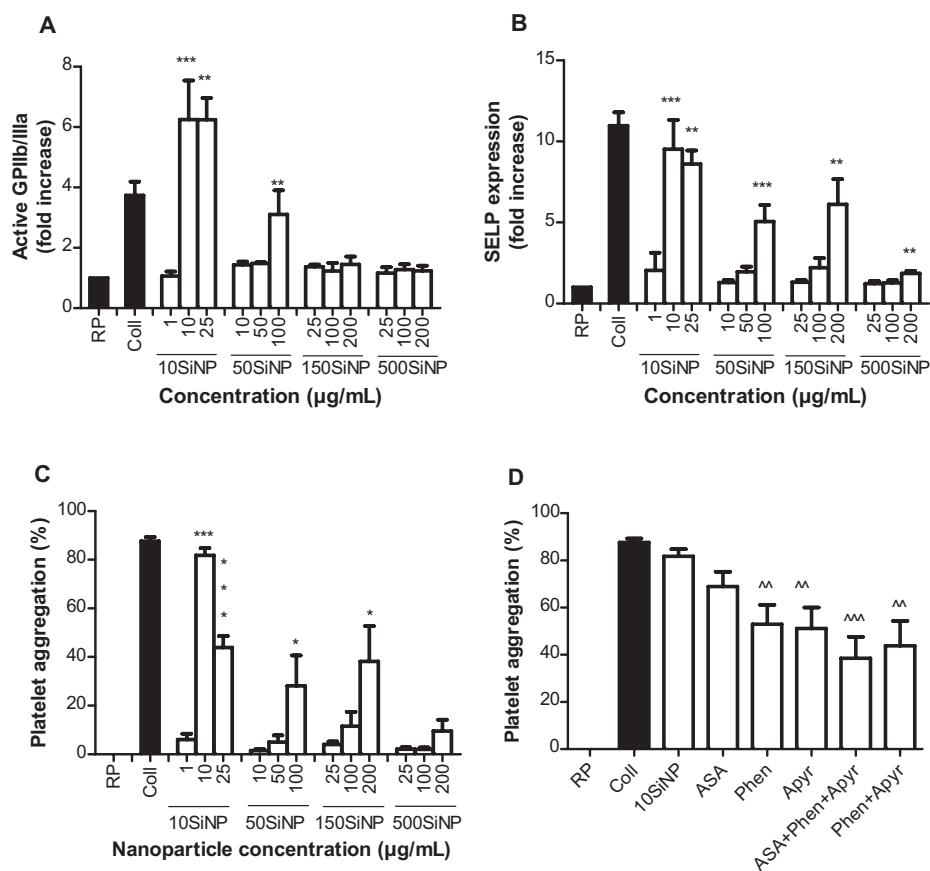 A
Active GPIIb/IIIa
(fold increase)
8
6
4
2
0
***
**
**
RP
Coll
1
10
25
10
50
100
25
100
200
25
100
200
10SiNP
50SiNP
150SiNP
500SiNP
Concentration (µg/mL)
B
SELP expression
(fold increase)
15
10
5
0
***
**
***
**
**
RP
Coll
1
10
25
10
50
100
25
100
200
25
100
200
10SiNP
50SiNP
150SiNP
500SiNP
Concentration (µg/mL)
C
Platelet aggregation (%)
100
80
60
40
20
0
***
***
*
*
RP
Coll
1
10
25
10
50
100
25
100
200
25
100
200
10SiNP
50SiNP
150SiNP
500SiNP
Nanoparticle concentration (µg/mL)
D
Platelet aggregation (%)
100
80
60
40
20
0
^^
^^
^^^
^^
RP
Coll
10SiNP
ASA
Phen
Apyr
ASA+Phen+Apyr
Phen+Apyr